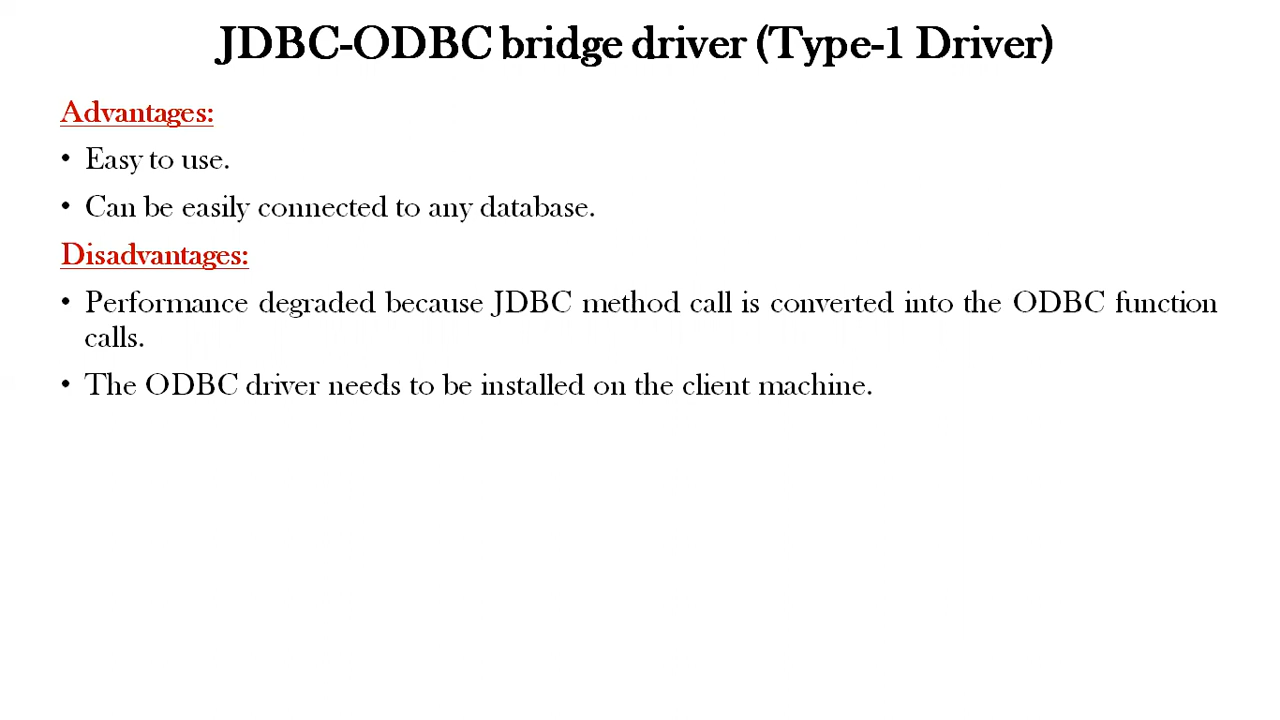 JDBC-ODBC bridge driver (Type-1 Driver)
Advantages:
• Easy to use.
• Can be easily connected to any database.
Disadvantages:
• Performance degraded because JDBC method call is converted into the ODBC function
calls.
• The ODBC driver needs to be installed on the client machine.